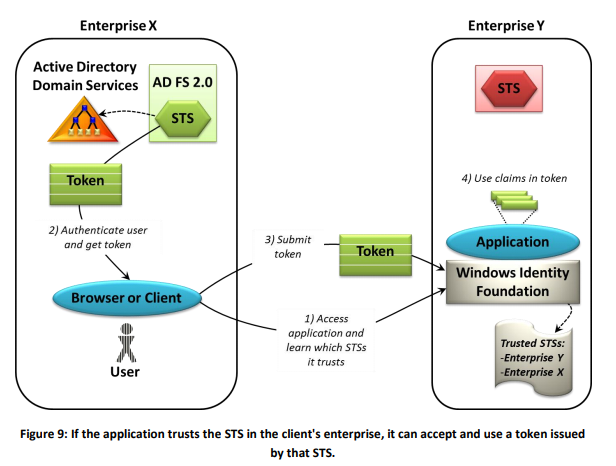 Enterprise X
Enterprise Y
Active Directory
Domain Services
AD FS 2.0
STS
STS
Token
4) Use claims in token
2) Authenticate user
and get token
3) Submit
token
Token
Application
Windows Identity
Foundation
Browser or Client
1) Access
application and
learn which STSs
it trusts
User
Trusted STSs:
-Enterprise Y
-Enterprise X
Figure 9: If the application trusts the STS in the client's enterprise, it can accept and use a token issued
by that STS.